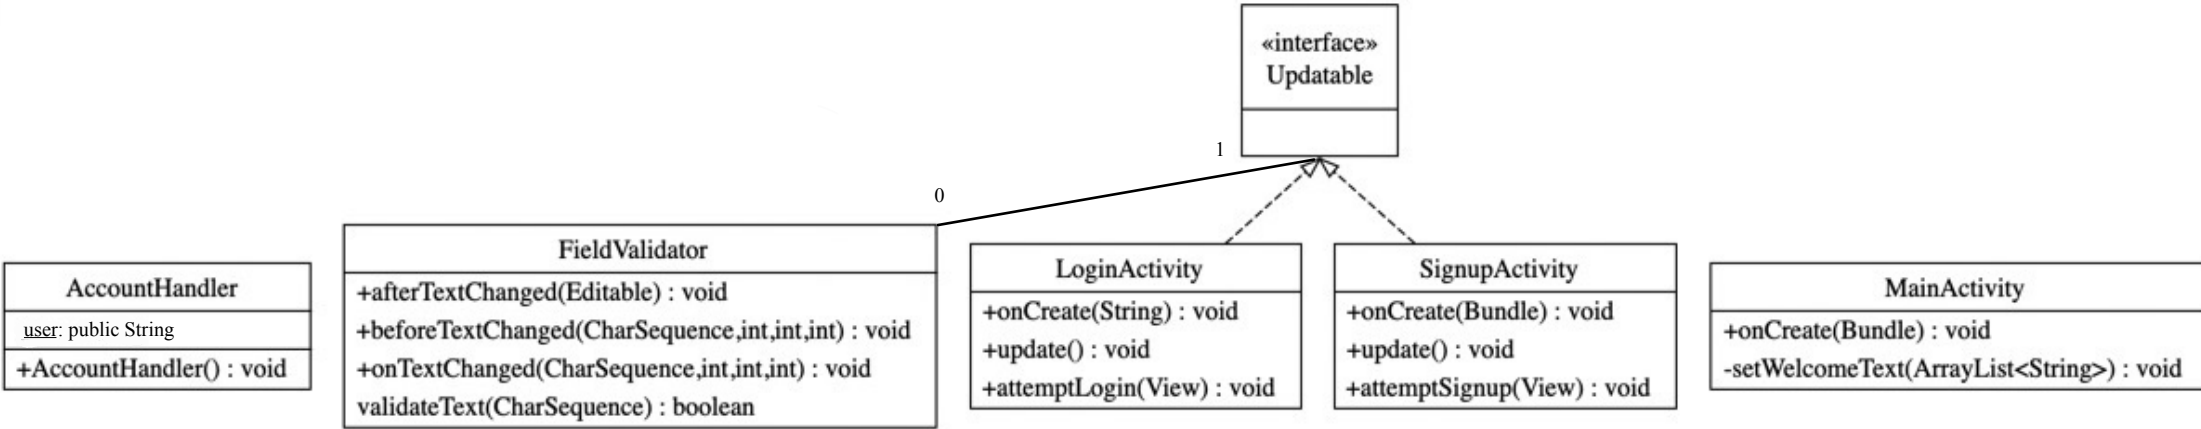 «interface»
Updatable
1
0
AccountHandler
user: public String
+AccountHandler() : void
FieldValidator
+afterTextChanged(Editable) : void
+beforeTextChanged(CharSequence,int,int,int) : void
+onTextChanged(CharSequence,int,int,int) : void
validateText(CharSequence) : boolean
LoginActivity
+onCreate(String) : void
+update() : void
+attemptLogin(View) : void
SignupActivity
+onCreate(Bundle) : void
+update() : void
+attemptSignup(View) : void
MainActivity
+onCreate(Bundle) : void
-setWelcomeText(ArrayList<String>) : void